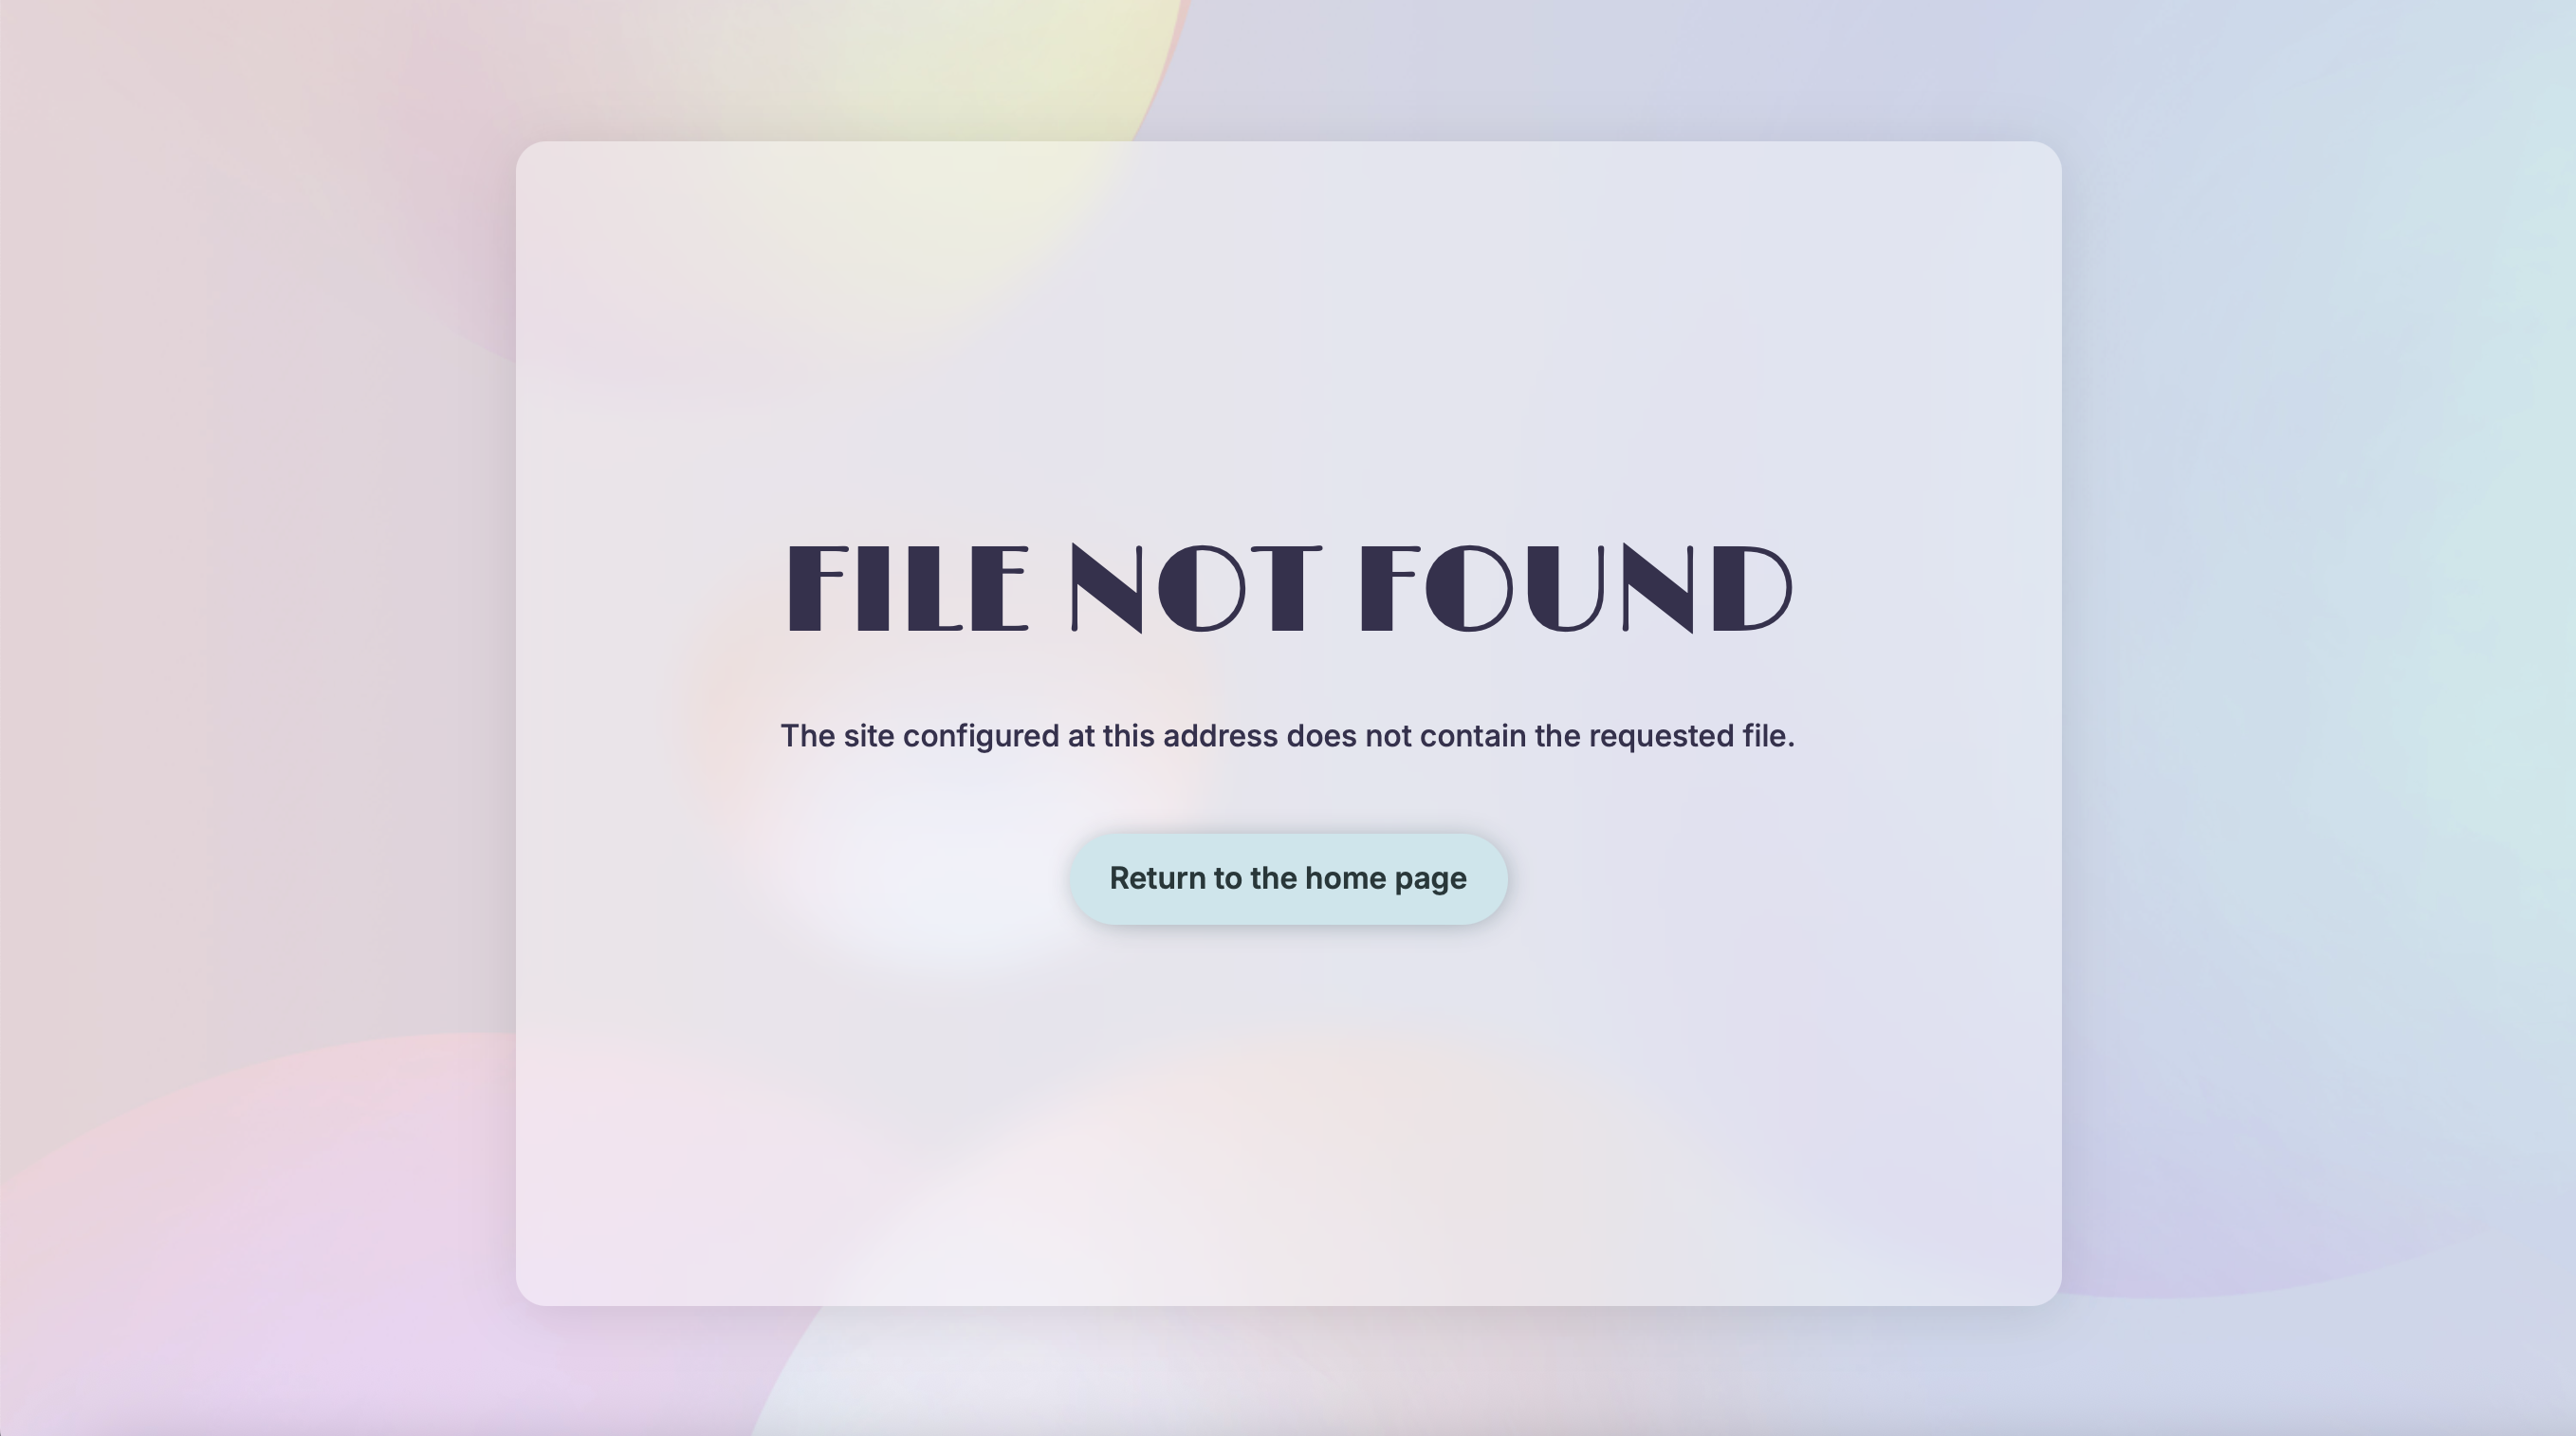 FILE NOT FOUND
The site configured at this address does not contain the requested file.
Return to the home page